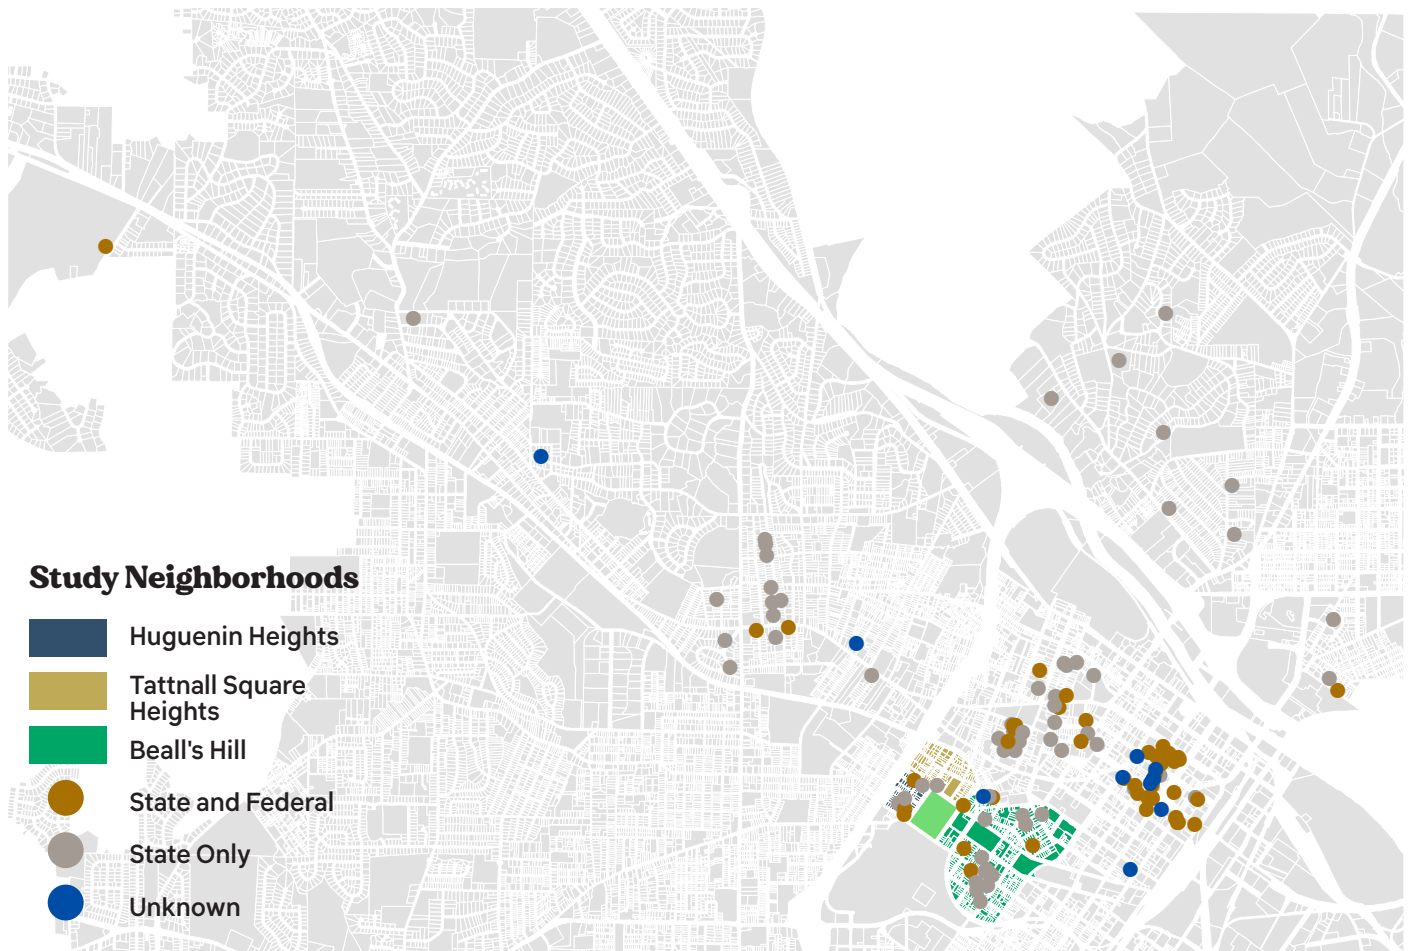 Study Neighborhoods
Huguenin Heights
Tattnall Square
Heights
Beall's Hill
State and Federal
State Only
Unknown